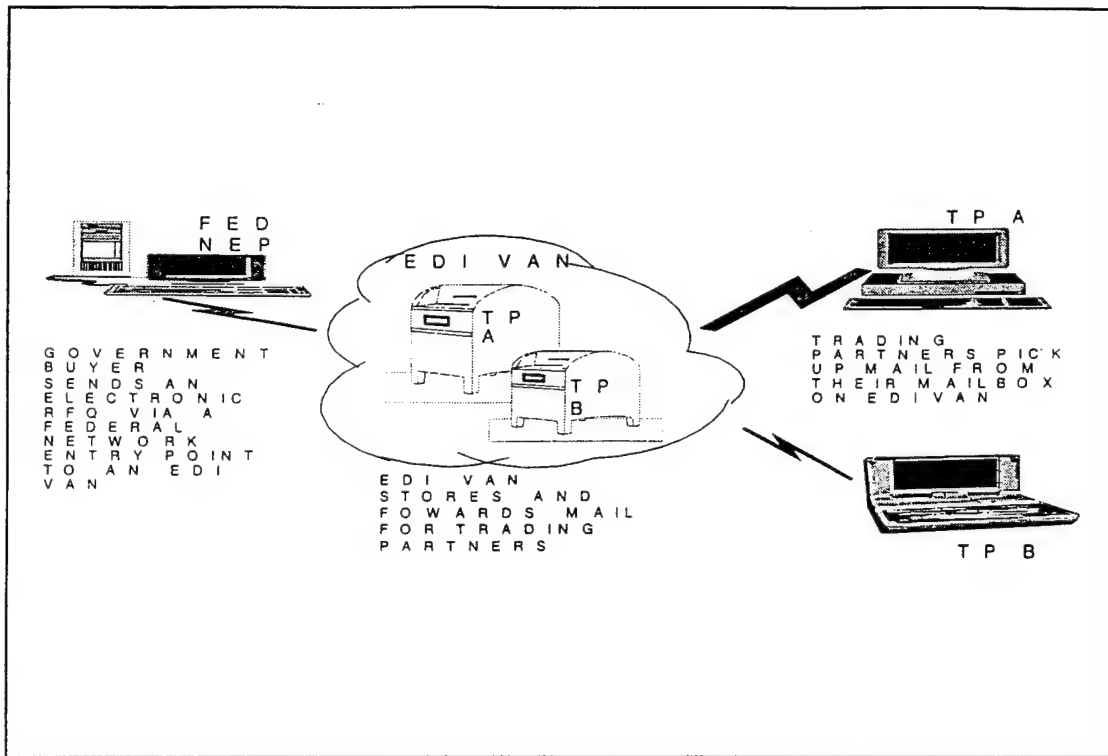 FED
NEP
GOVERNMENT
BUYER
SENDS AN
ELECTRONIC
RFQ VIA A
FEDERAL
NETWORK
ENTRY POINT
TO AN EDI
VAN
EDI VAN
TP
A
TP
B
EDI VAN
STORES AND
FOWARDS MAIL
FOR TRADING
PARTNERS
TP A
TRADING
PARTNERS PICK
UP MAIL FROM
THEIR MAILBOX
ON EDI VAN
TP B